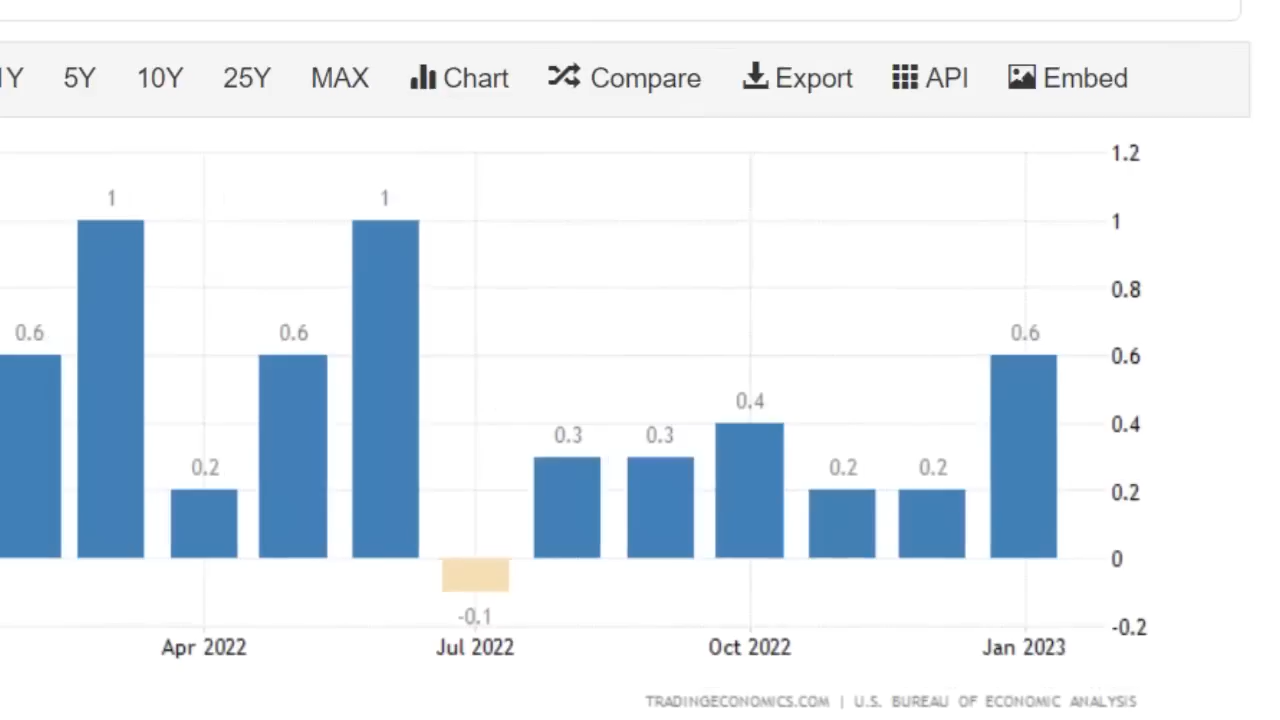 1Y 5Y 10Y 25Y MAX Chart Compare Export API Embed
1.2
1 1 1
0.8
0.6 0.6 0.6 0.6
0.4 0.4
0.3 0.3
0.2 0.2 0.2 0.2
0
-0.1
-0.2
Apr 2022 Jul 2022 Oct 2022 Jan 2023
TRADINGECONOMICS.COM | U.S. BUREAU OF ECONOMIC ANALYSIS